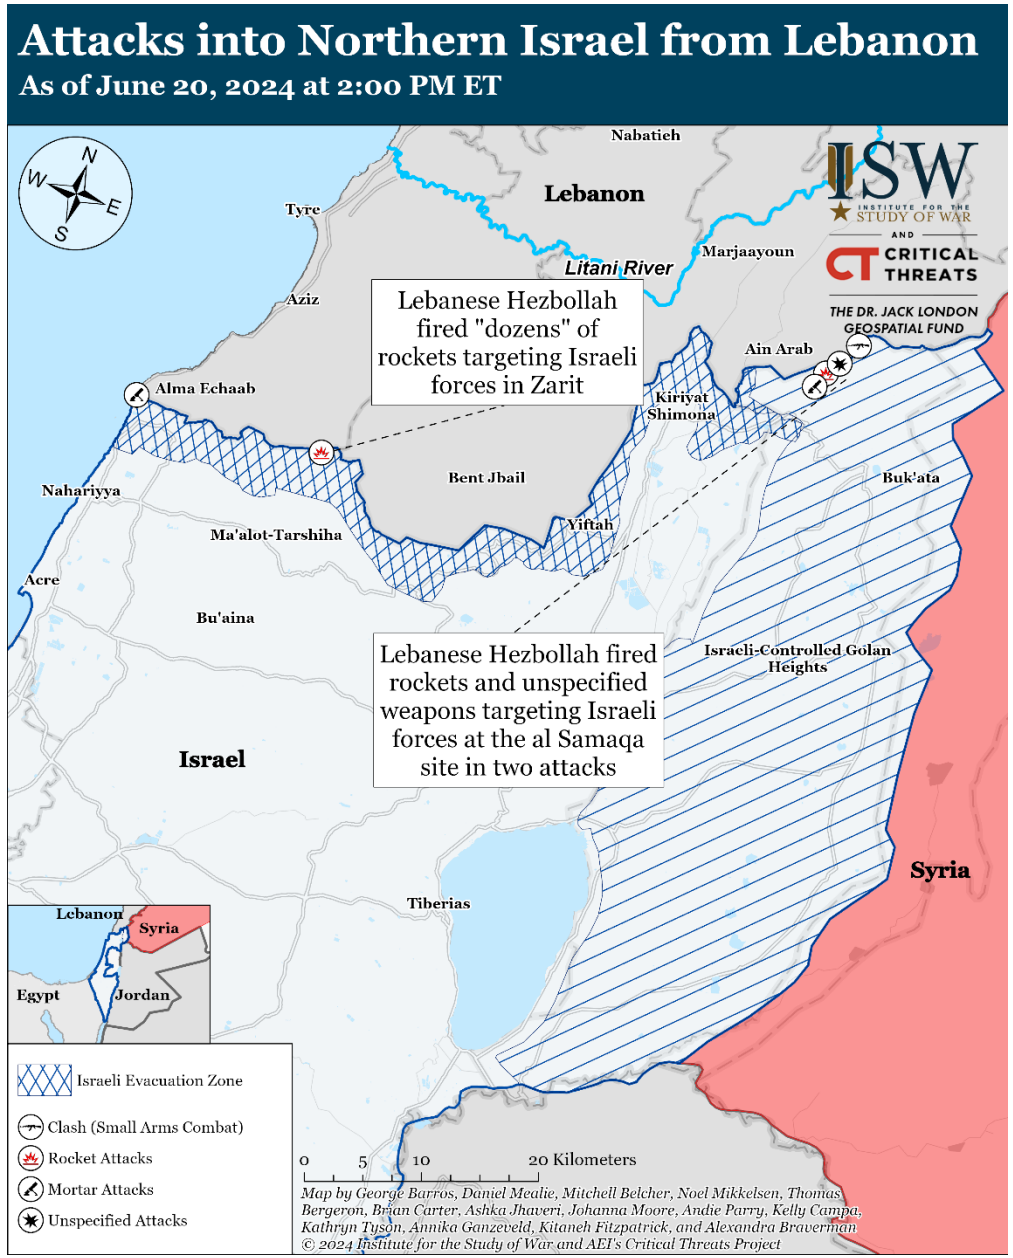 Attacks into Northern Israel from Lebanon
As of June 20, 2024 at 2:00 PM ET
N
W
E
S
Nabatieh
Lebanon
ISW
INSTITUTE FOR THE
STUDY OF WAR
AND
CT CRITICAL
THREATS
THE DR. JACK LONDON
GEOSPATIAL FUND
Tyre
Marjaayoun
Litani River
Aziz
Lebanese Hezbollah
fired "dozens" of
rockets targeting Israeli
forces in Zarit
Ain Arab
Alma Echaab
Kiriyat
Shimona
Bent Jbail
Buk'ata
Nahariyya
Yiftah
Ma'alot-Tarshiha
Acre
Bu'aina
Lebanese Hezbollah fired
rockets and unspecified
weapons targeting Israeli
forces at the al Samaqa
site in two attacks
Israeli-Controlled Golan
Heights
Israel
Syria
Tiberias
Lebanon
Syria
Egypt
Jordan
Israeli Evacuation Zone
Clash (Small Arms Combat)
Rocket Attacks
Mortar Attacks
Unspecified Attacks
0 5 10 20 Kilometers
Map by George Barros, Daniel Mealie, Mitchell Belcher, Noel Mikkelsen, Thomas
Bergeron, Brian Carter, Ashka Jhaveri, Johanna Moore, Andie Parry, Kelly Campa,
Kathryn Tyson, Annika Ganzeveld, Kitaneh Fitzpatrick, and Alexandra Braverman
© 2024 Institute for the Study of War and AEI's Critical Threats Project